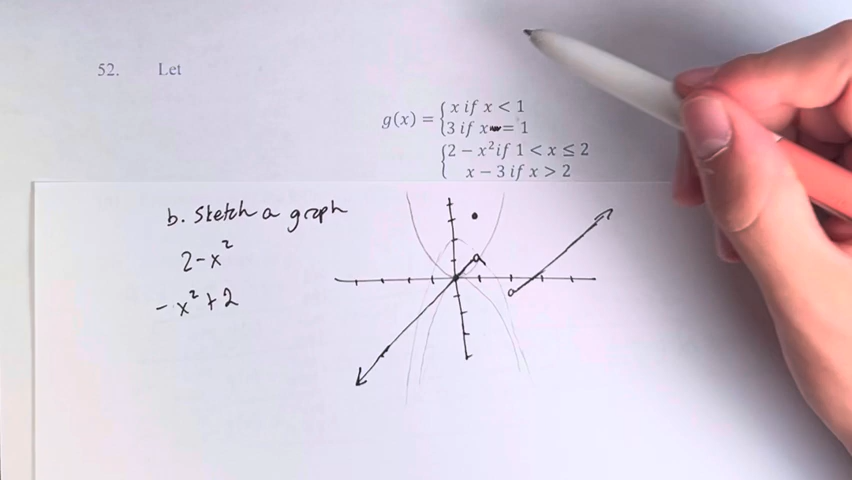 52. Let
g(x) = {x if x < 1
{3 if x = 1
{2 − x² if 1 < x ≤ 2
x − 3 if x > 2
b. Sketch a graph
2-x²
-x²+2